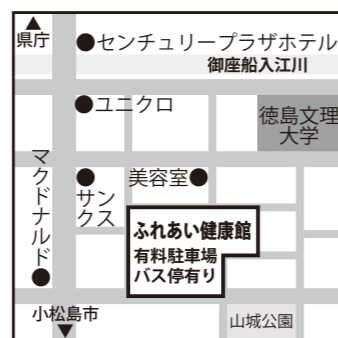 県庁
●センチュリープラザホテル
御座船入江川
●ユニクロ
徳島文理
大学
マクドナルド●
●サンクス
美容室●
ふれあい健康館
有料駐車場
バス停有り
小松島市
山城公園